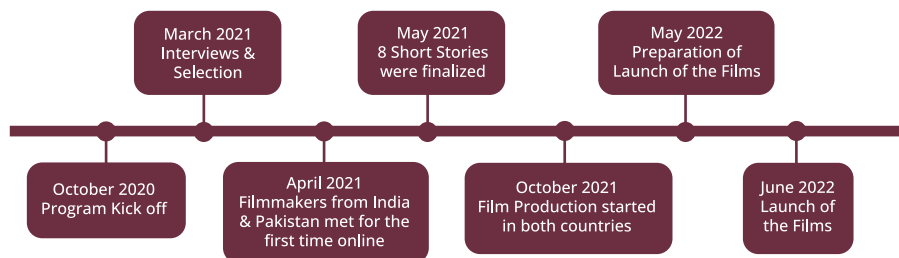 March 2021
Interviews &
Selection
May 2021
8 Short Stories
were finalized
May 2022
Preparation of
Launch of the Films
October 2020
Program Kick off
April 2021
Filmmakers from India
& Pakistan met for the
first time online
October 2021
Film Production started
in both countries
June 2022
Launch of
the Films